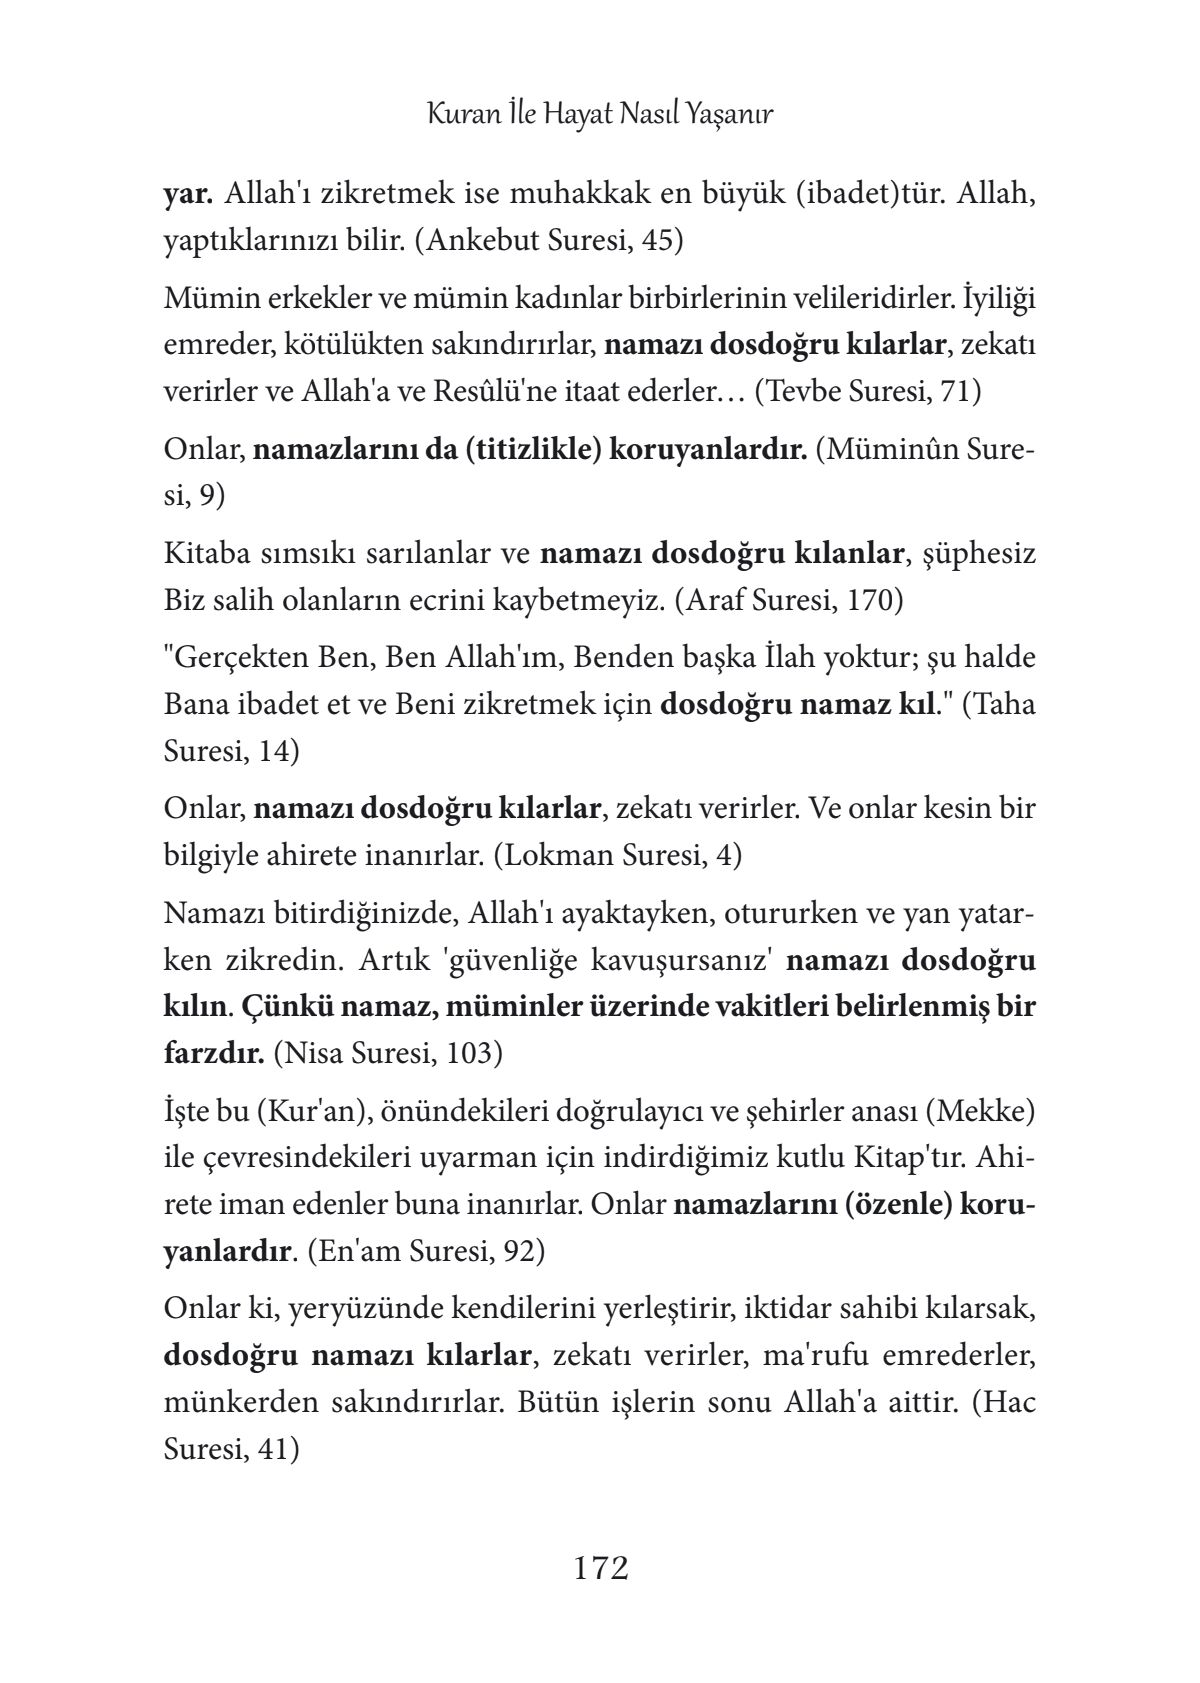 Kuran İle Hayat Nasıl Yaşanır
yar. Allah'ı zikretmek ise muhakkak en büyük (ibadet)tür. Allah,
yaptıklarınızı bilir. (Ankebut Suresi, 45)
Mümin erkekler ve mümin kadınlar birbirlerinin velileridirler. İyiliği
emreder, kötülükten sakındırırlar, namazı dosdoğru kılarlar, zekatı
verirler ve Allah'a ve Resûlü'ne itaat ederler… (Tevbe Suresi, 71)
Onlar, namazlarını da (titizlikle) koruyanlardır. (Müminûn Sure-
si, 9)
Kitaba sımsıkı sarılanlar ve namazı dosdoğru kılanlar, şüphesiz
Biz salih olanların ecrini kaybetmeyiz. (Araf Suresi, 170)
"Gerçekten Ben, Ben Allah'ım, Benden başka İlah yoktur; şu halde
Bana ibadet et ve Beni zikretmek için dosdoğru namaz kıl." (Taha
Suresi, 14)
Onlar, namazı dosdoğru kılarlar, zekatı verirler. Ve onlar kesin bir
bilgiyle ahirete inanırlar. (Lokman Suresi, 4)
Namazı bitirdiğinizde, Allah'ı ayaktayken, otururken ve yan yatar-
ken zikredin. Artık 'güvenliğe kavuşursanız' namazı dosdoğru
kılın. Çünkü namaz, müminler üzerinde vakitleri belirlenmiş bir
farzdır. (Nisa Suresi, 103)
İşte bu (Kur'an), önündekileri doğrulayıcı ve şehirler anası (Mekke)
ile çevresindekileri uyarman için indirdiğimiz kutlu Kitap'tır. Ahi-
rete iman edenler buna inanırlar. Onlar namazlarını (özenle) koru-
yanlardır. (En'am Suresi, 92)
Onlar ki, yeryüzünde kendilerini yerleştirir, iktidar sahibi kılarsak,
dosdoğru namazı kılarlar, zekatı verirler, ma'rufu emrederler,
münkerden sakındırırlar. Bütün işlerin sonu Allah'a aittir. (Hac
Suresi, 41)
172